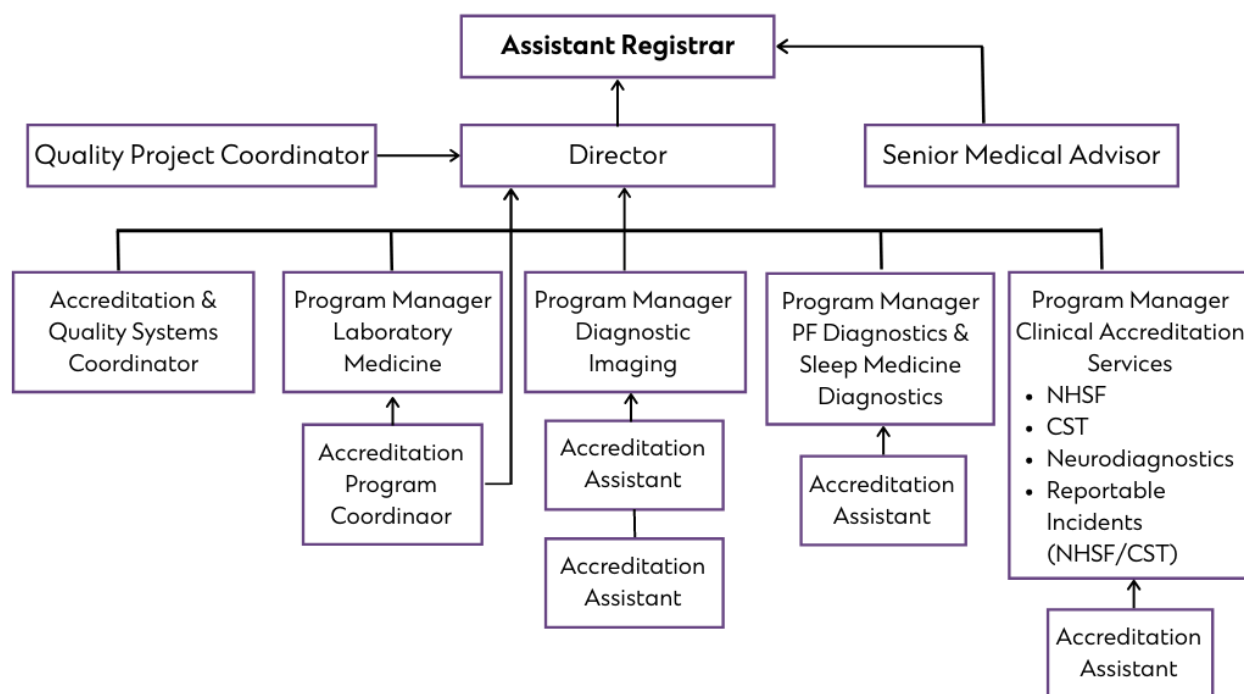 Assistant Registrar
Quality Project Coordinator
Director
Senior Medical Advisor
Accreditation &
Quality Systems
Coordinator
Program Manager
Laboratory
Medicine
Program Manager
Diagnostic
Imaging
Program Manager
PF Diagnostics &
Sleep Medicine
Diagnostics
Program Manager
Clinical Accreditation
Services
• NHSF
• CST
• Neurodiagnostics
• Reportable
Incidents
(NHSF/CST)
Accreditation
Program
Coordinaor
Accreditation
Assistant
Accreditation
Assistant
Accreditation
Assistant
Accreditation
Assistant